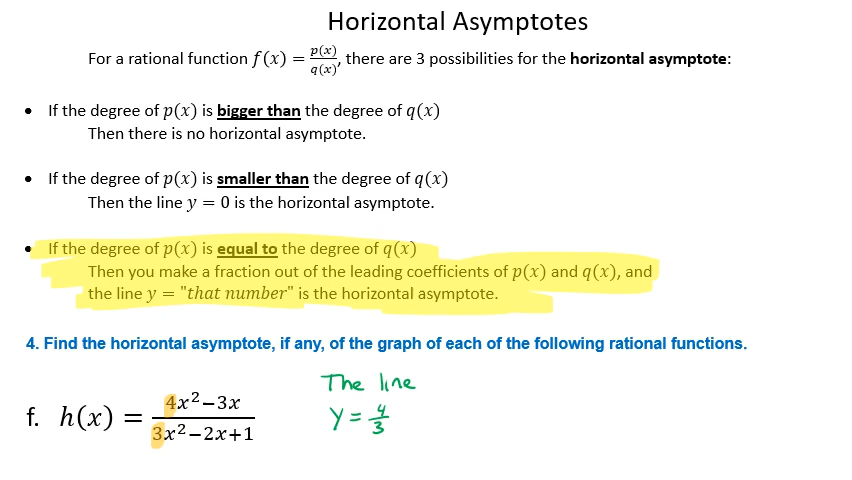 Horizontal Asymptotes
For a rational function f(x) = p(x)/q(x), there are 3 possibilities for the horizontal asymptote:
• If the degree of p(x) is bigger than the degree of q(x)
Then there is no horizontal asymptote.
• If the degree of p(x) is smaller than the degree of q(x)
Then the line y = 0 is the horizontal asymptote.
• If the degree of p(x) is equal to the degree of q(x)
Then you make a fraction out of the leading coefficients of p(x) and q(x), and
the line y = "that number" is the horizontal asymptote.
4. Find the horizontal asymptote, if any, of the graph of each of the following rational functions.
f. h(x) = (4x²−3x)/(3x²−2x+1)
The line
y = 4/3